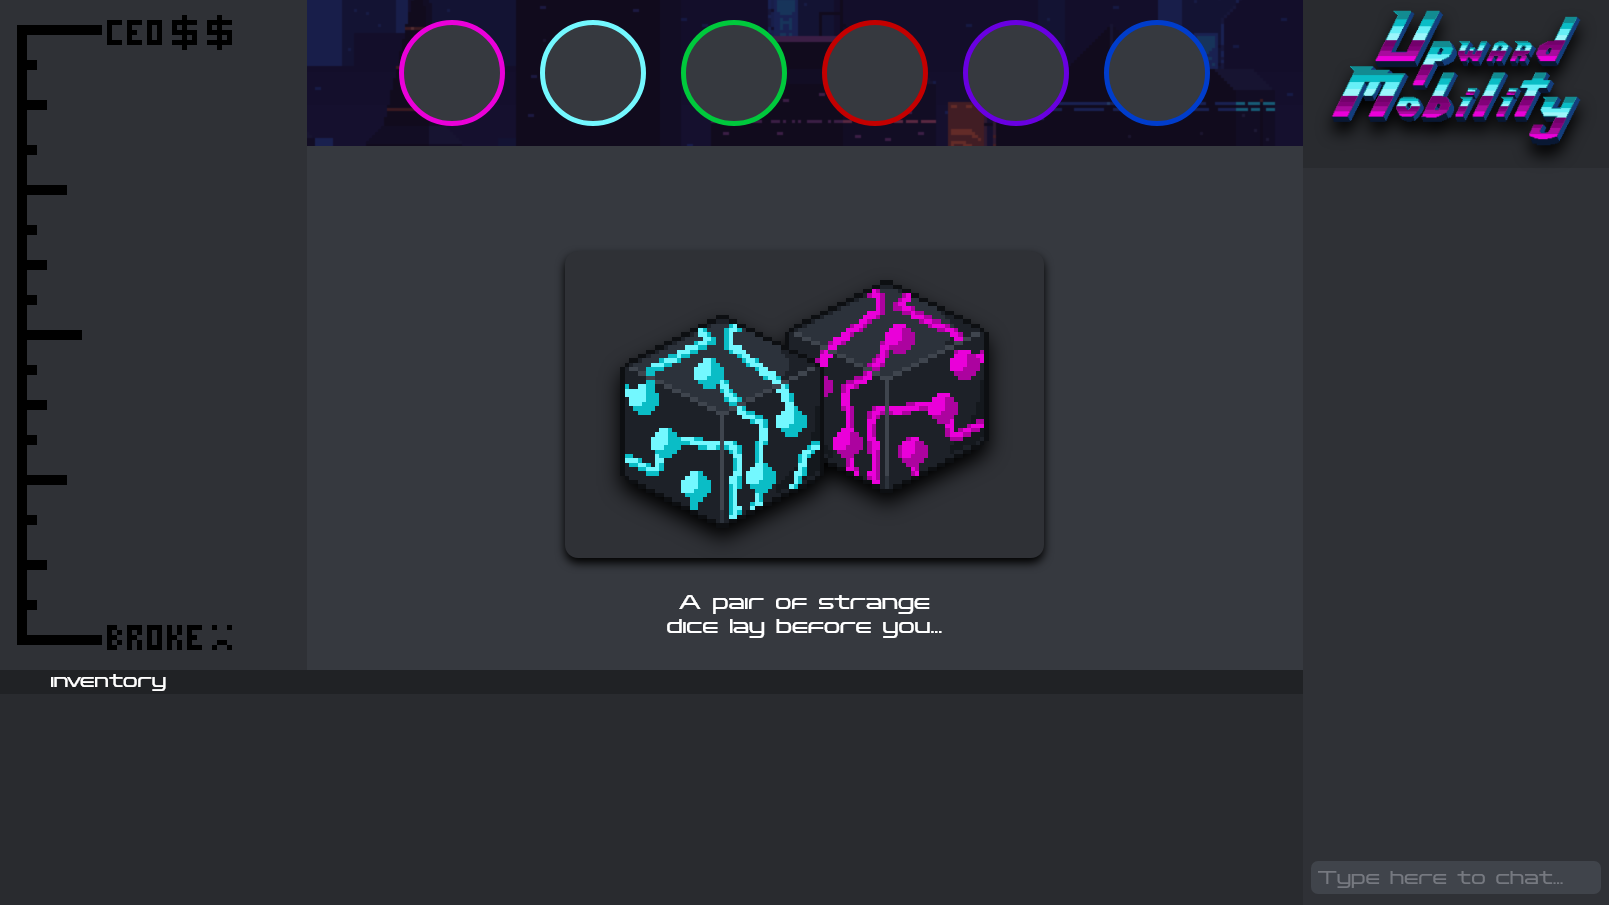 CEO $$
Upward
Mobility
A pair of strange
dice lay before you...
BROKE :(
inventory
Type here to chat...